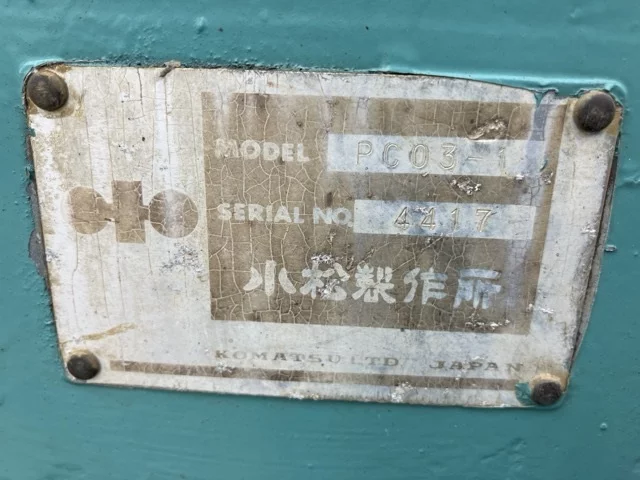 MODEL PC03-1
SERIAL NO. 4417
小松製作所
KOMATSU LTD JAPAN